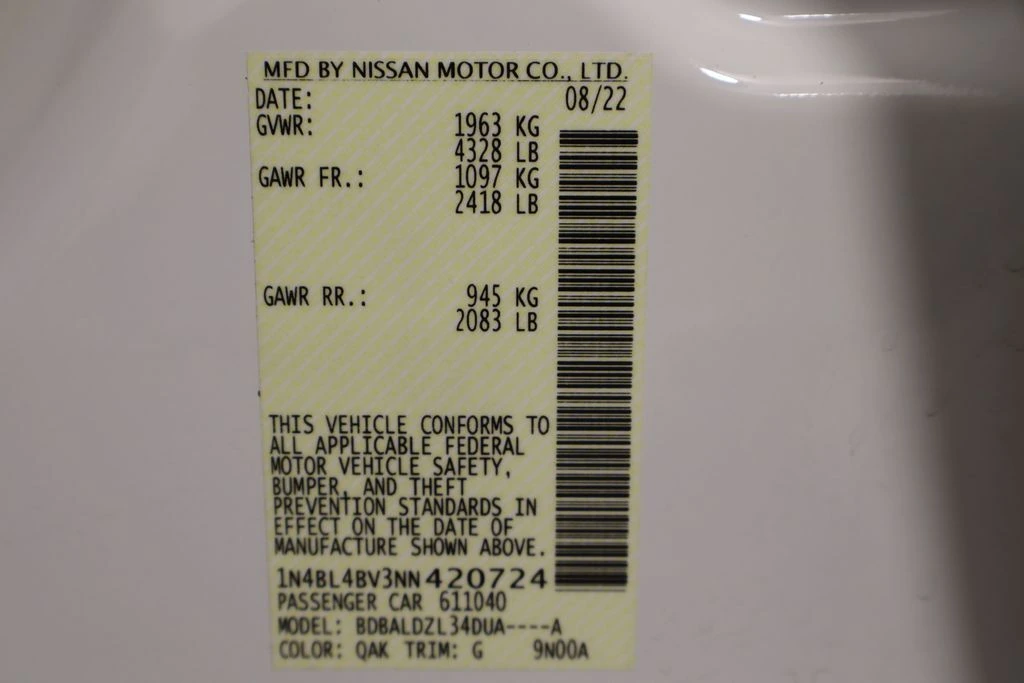 MFD BY NISSAN MOTOR CO., LTD.
DATE: 08/22
GVWR: 1963 KG
4328 LB
GAWR FR.: 1097 KG
2418 LB
GAWR RR.: 945 KG
2083 LB
THIS VEHICLE CONFORMS TO
ALL APPLICABLE FEDERAL
MOTOR VEHICLE SAFETY,
BUMPER, AND THEFT
PREVENTION STANDARDS IN
EFFECT ON THE DATE OF
MANUFACTURE SHOWN ABOVE.
1N4BL4BV3NN420724
PASSENGER CAR 611040
MODEL: BDBALDZL34DUA----A
COLOR: QAK TRIM: G 9N00A